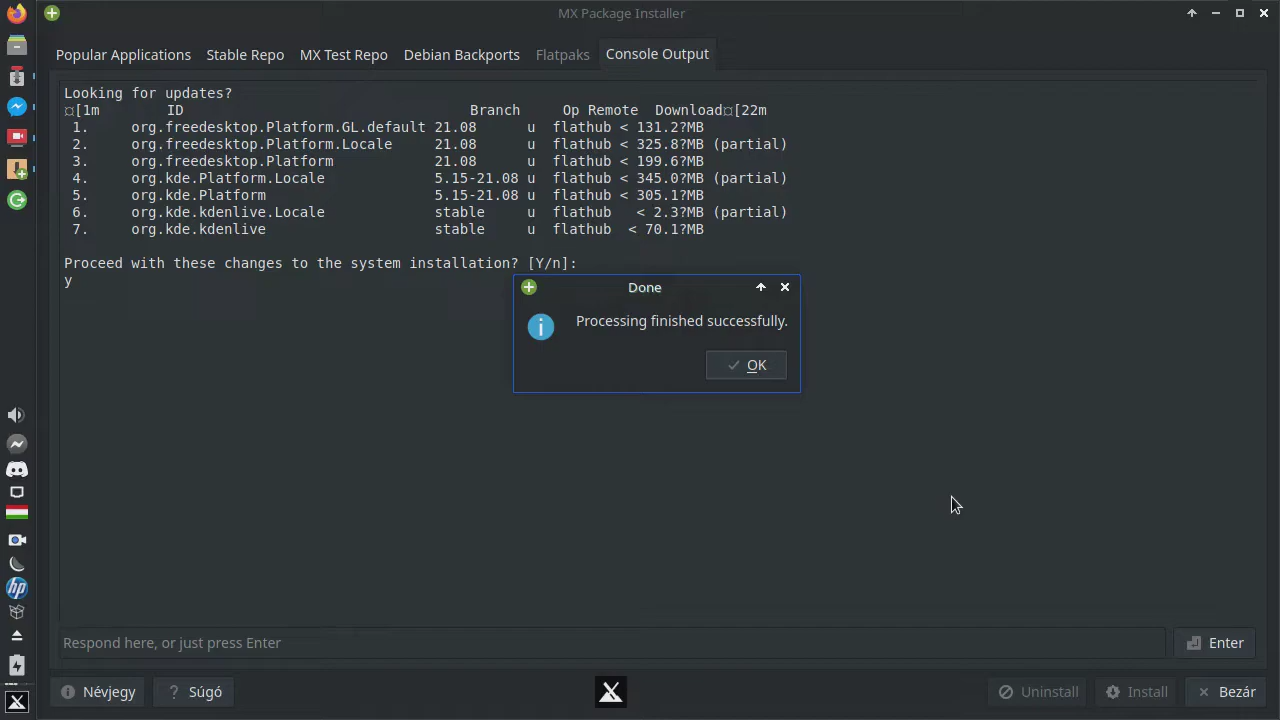 MX Package Installer
Popular Applications Stable Repo MX Test Repo Debian Backports Flatpaks Console Output
Looking for updates?
¤[1m        ID                                  Branch     Op Remote  Download¤[22m
 1.     org.freedesktop.Platform.GL.default 21.08      u  flathub < 131.2?MB
 2.     org.freedesktop.Platform.Locale     21.08      u  flathub < 325.8?MB (partial)
 3.     org.freedesktop.Platform            21.08      u  flathub < 199.6?MB
 4.     org.kde.Platform.Locale             5.15-21.08 u  flathub < 345.0?MB (partial)
 5.     org.kde.Platform                    5.15-21.08 u  flathub < 305.1?MB
 6.     org.kde.kdenlive.Locale             stable     u  flathub   < 2.3?MB (partial)
 7.     org.kde.kdenlive                    stable     u  flathub  < 70.1?MB
Proceed with these changes to the system installation? [Y/n]:
y
Done
Processing finished successfully.
OK
Respond here, or just press Enter
Enter
Névjegy
Súgó
Uninstall
Install
Bezár
hp